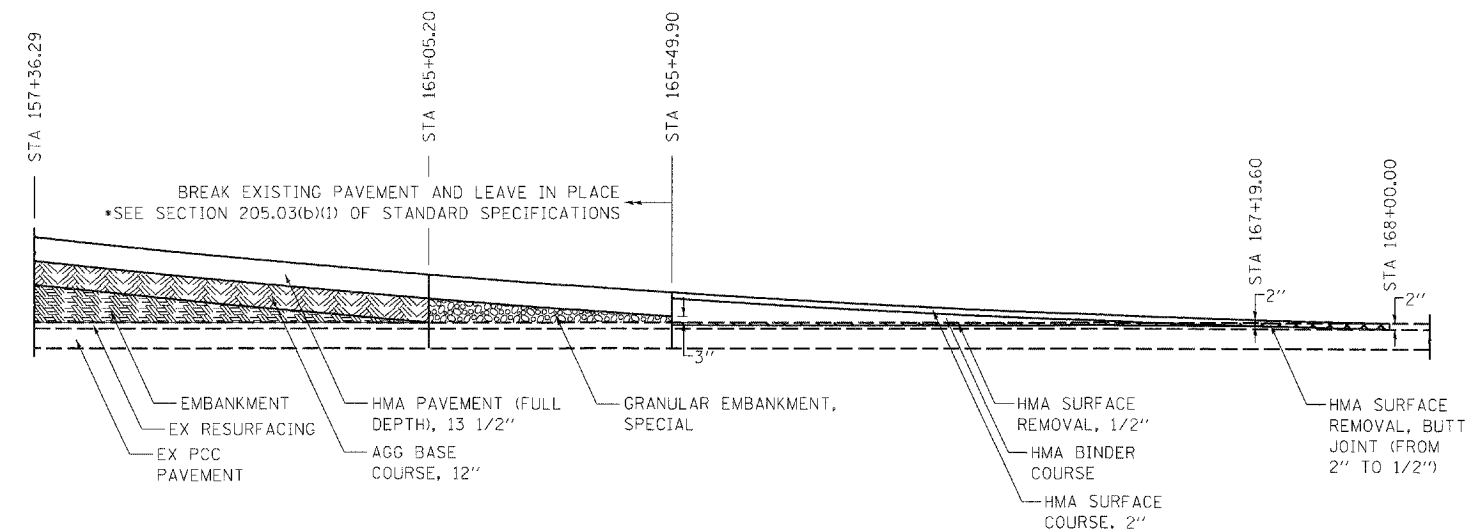 STA 157+36.29
STA 165+05.20
STA 165+49.90
STA 167+19.60
STA 168+00.00
BREAK EXISTING PAVEMENT AND LEAVE IN PLACE
*SEE SECTION 205.03(b)(1) OF STANDARD SPECIFICATIONS
2"
2"
3"
EMBANKMENT
EX RESURFACING
EX PCC
PAVEMENT
HMA PAVEMENT (FULL
DEPTH), 13 1/2"
AGG BASE
COURSE, 12"
GRANULAR EMBANKMENT,
SPECIAL
HMA SURFACE
REMOVAL, 1/2"
HMA BINDER
COURSE
HMA SURFACE
COURSE, 2"
HMA SURFACE
REMOVAL, BUTT
JOINT (FROM
2" TO 1/2")